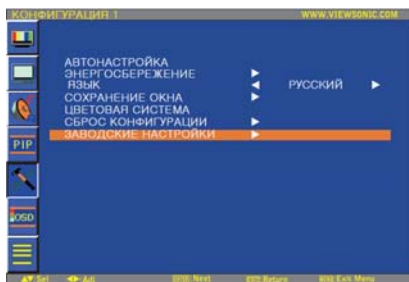 КОНФИГУРАЦИЯ 1 WWW.VIEWSONIC.COM
АВТОНАСТРОЙКА
ЭНЕРГОСБЕРЕЖЕНИЕ
ЯЗЫК РУССКИЙ
СОХРАНЕНИЕ ОКНА
ЦВЕТОВАЯ СИСТЕМА
СБРОС КОНФИГУРАЦИИ
ЗАВОДСКИЕ НАСТРОЙКИ
PIP
OSD
Sel Adj Next Return Exit Menu